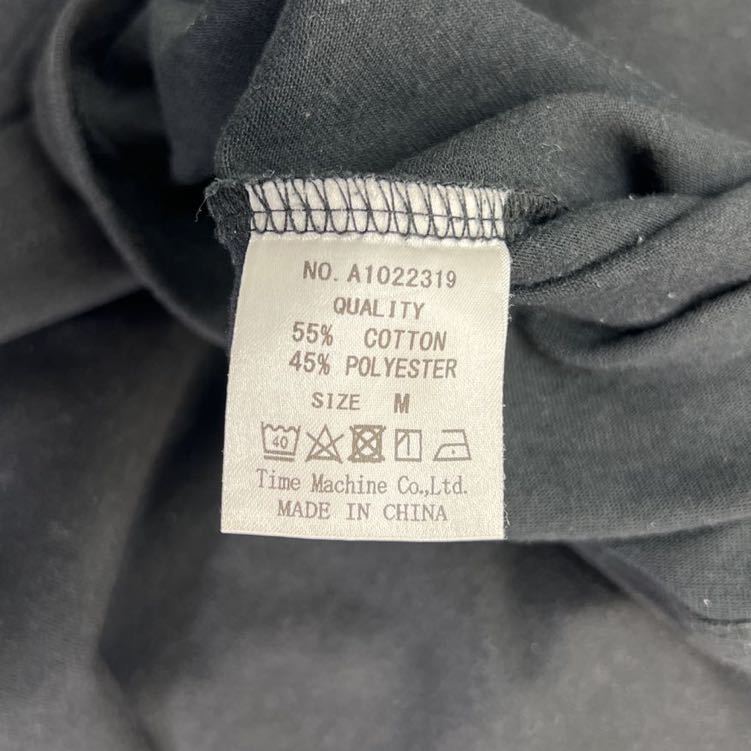 NO. A1022319
QUALITY
55% COTTON
45% POLYESTER
SIZE M
40
Time Machine Co.,Ltd.
MADE IN CHINA